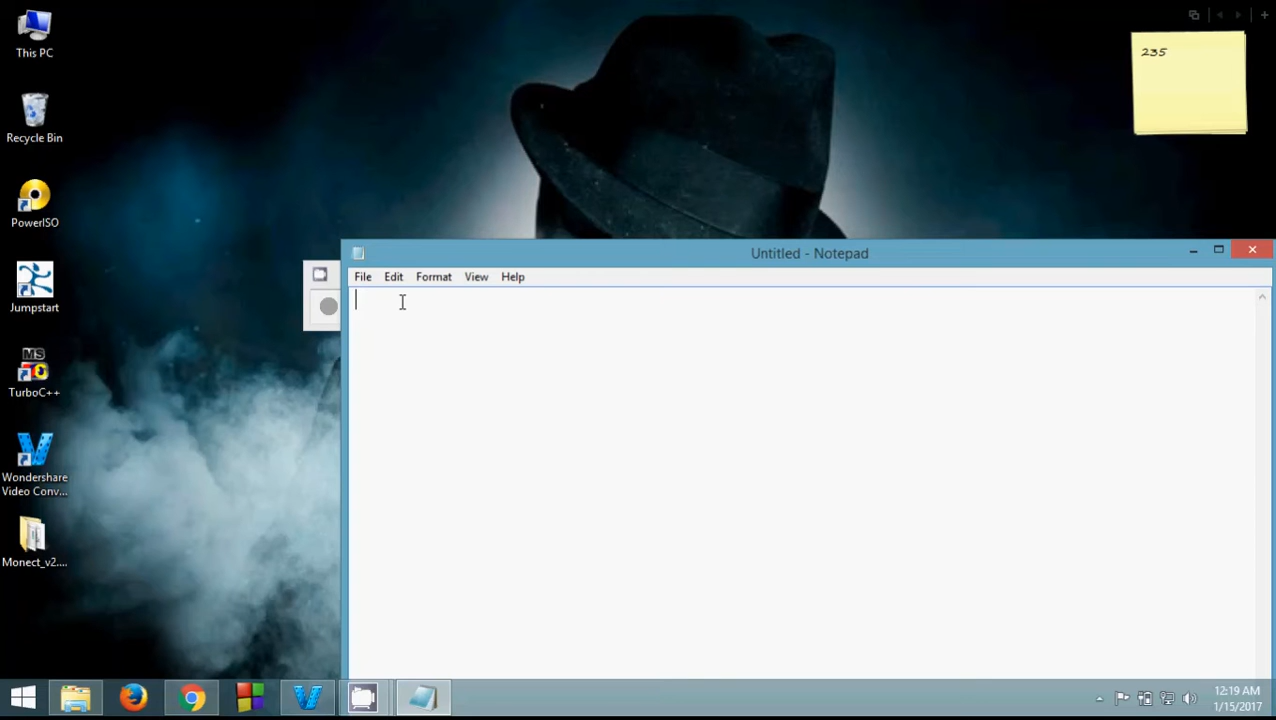 This PC
235
Recycle Bin
PowerISO
Untitled - Notepad
File Edit Format View Help
Jumpstart
MS
TurboC++
Wondershare
Video Conv...
Monect_v2....
12:19 AM
1/15/2017